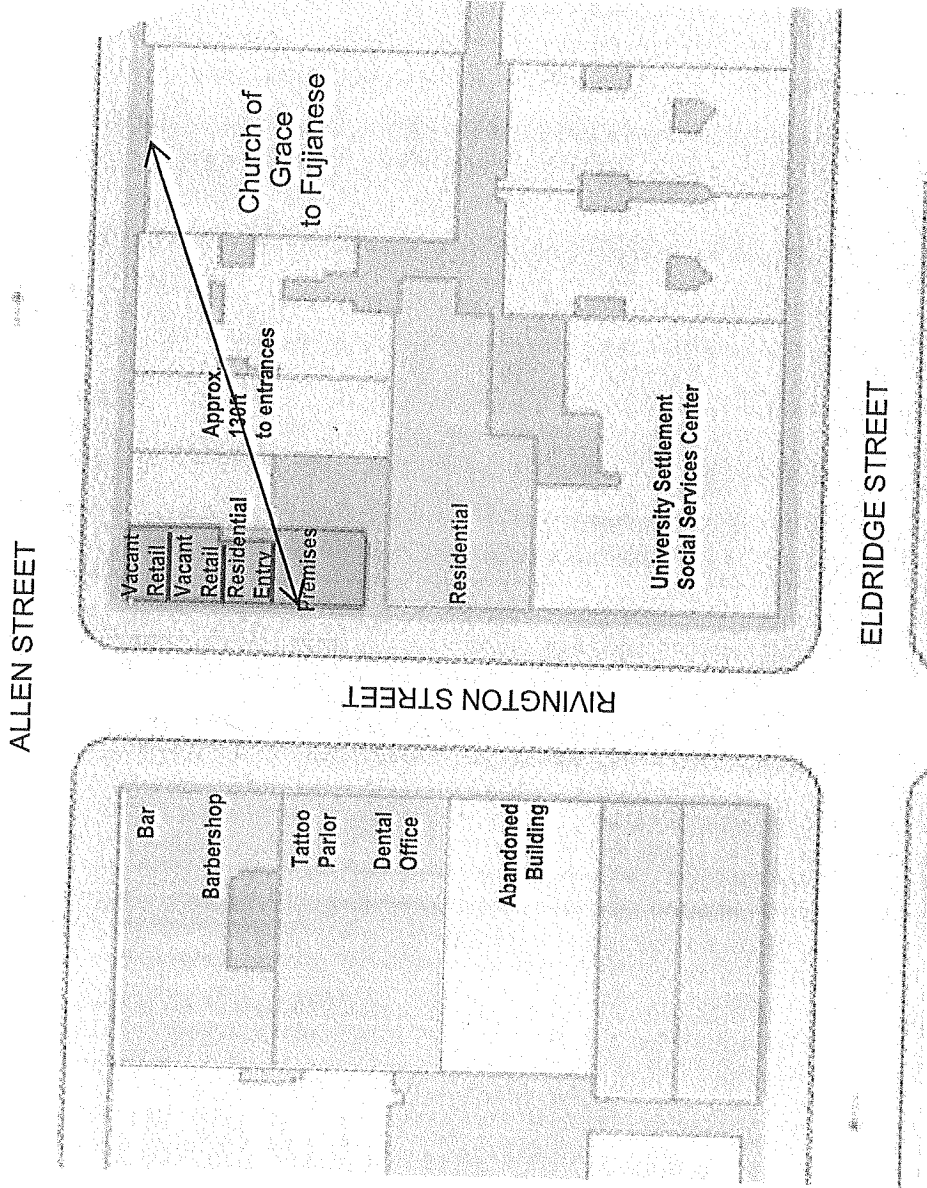 ALLEN STREET
Church of
Grace
to Fujianese
Approx.
130ft
to entrances
Vacant
Retail
Vacant
Retail
Residential
Entry
Premises
Residential
University Settlement
Social Services Center
ELDRIDGE STREET
RIVINGTON STREET
Bar
Barbershop
Tattoo
Parlor
Dental
Office
Abandoned
Building